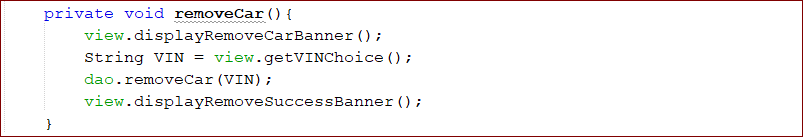 private void removeCar(){
    view.displayRemoveCarBanner();
    String VIN = view.getVINChoice();
    dao.removeCar(VIN);
    view.displayRemoveSuccessBanner();
}